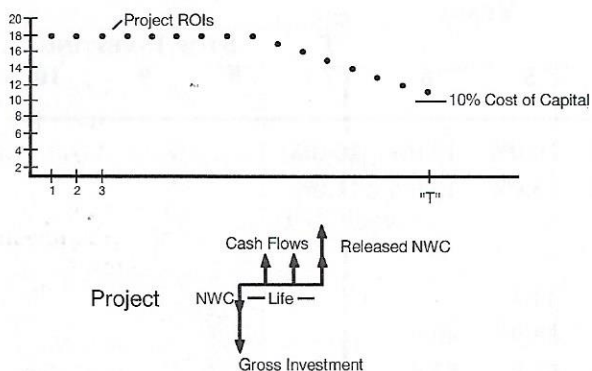 20
18
16
14
12
10
8
6
4
2
Project ROIs
10% Cost of Capital
1 2 3 "T"
Cash Flows
Released NWC
Project
NWC
Life
Gross Investment